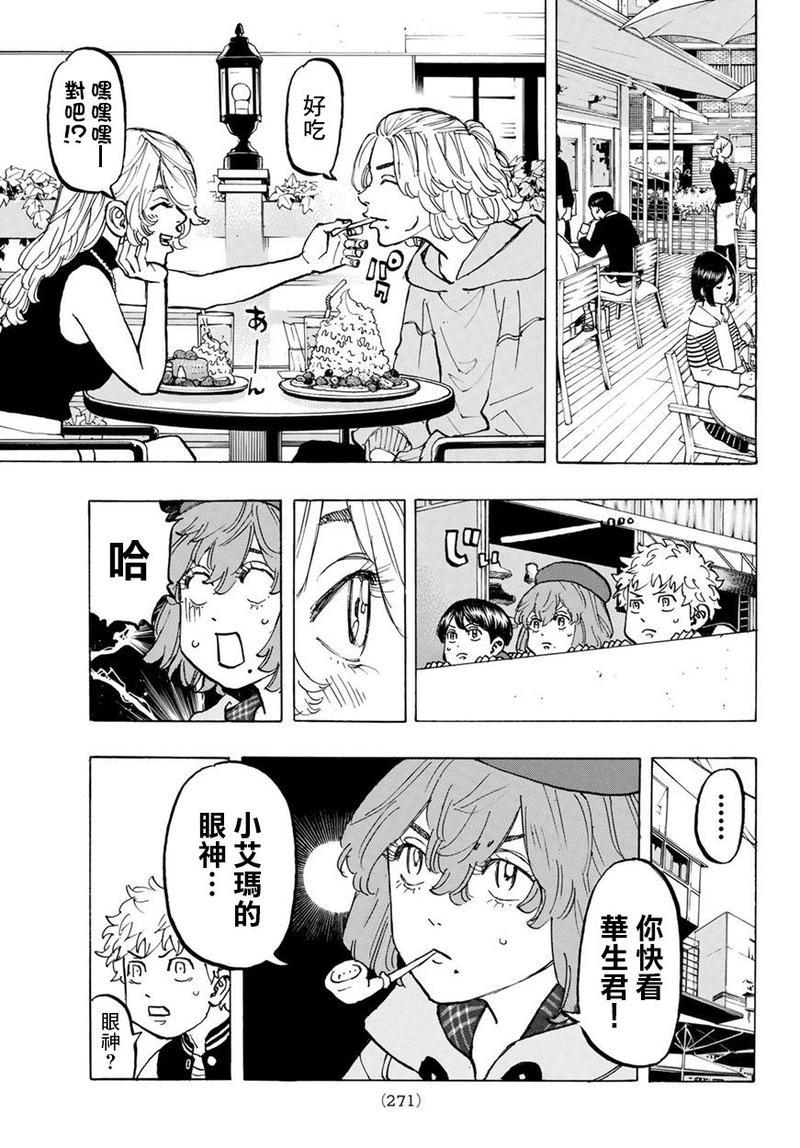 好吃
パク
あ～ん
嘿嘿嘿—
對吧!?
じぃ
哈
……
你快看
華生君！
小艾瑪的
眼神…
眼神？
(271)